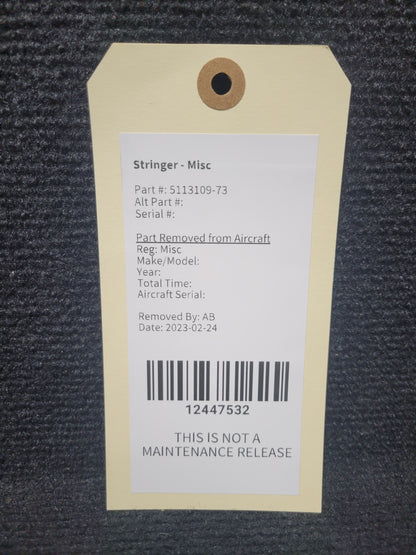 Stringer - Misc
Part #: 5113109-73
Alt Part #:
Serial #:
Part Removed from Aircraft
Reg: Misc
Make/Model:
Year:
Total Time:
Aircraft Serial:
Removed By: AB
Date: 2023-02-24
12447532
THIS IS NOT A
MAINTENANCE RELEASE